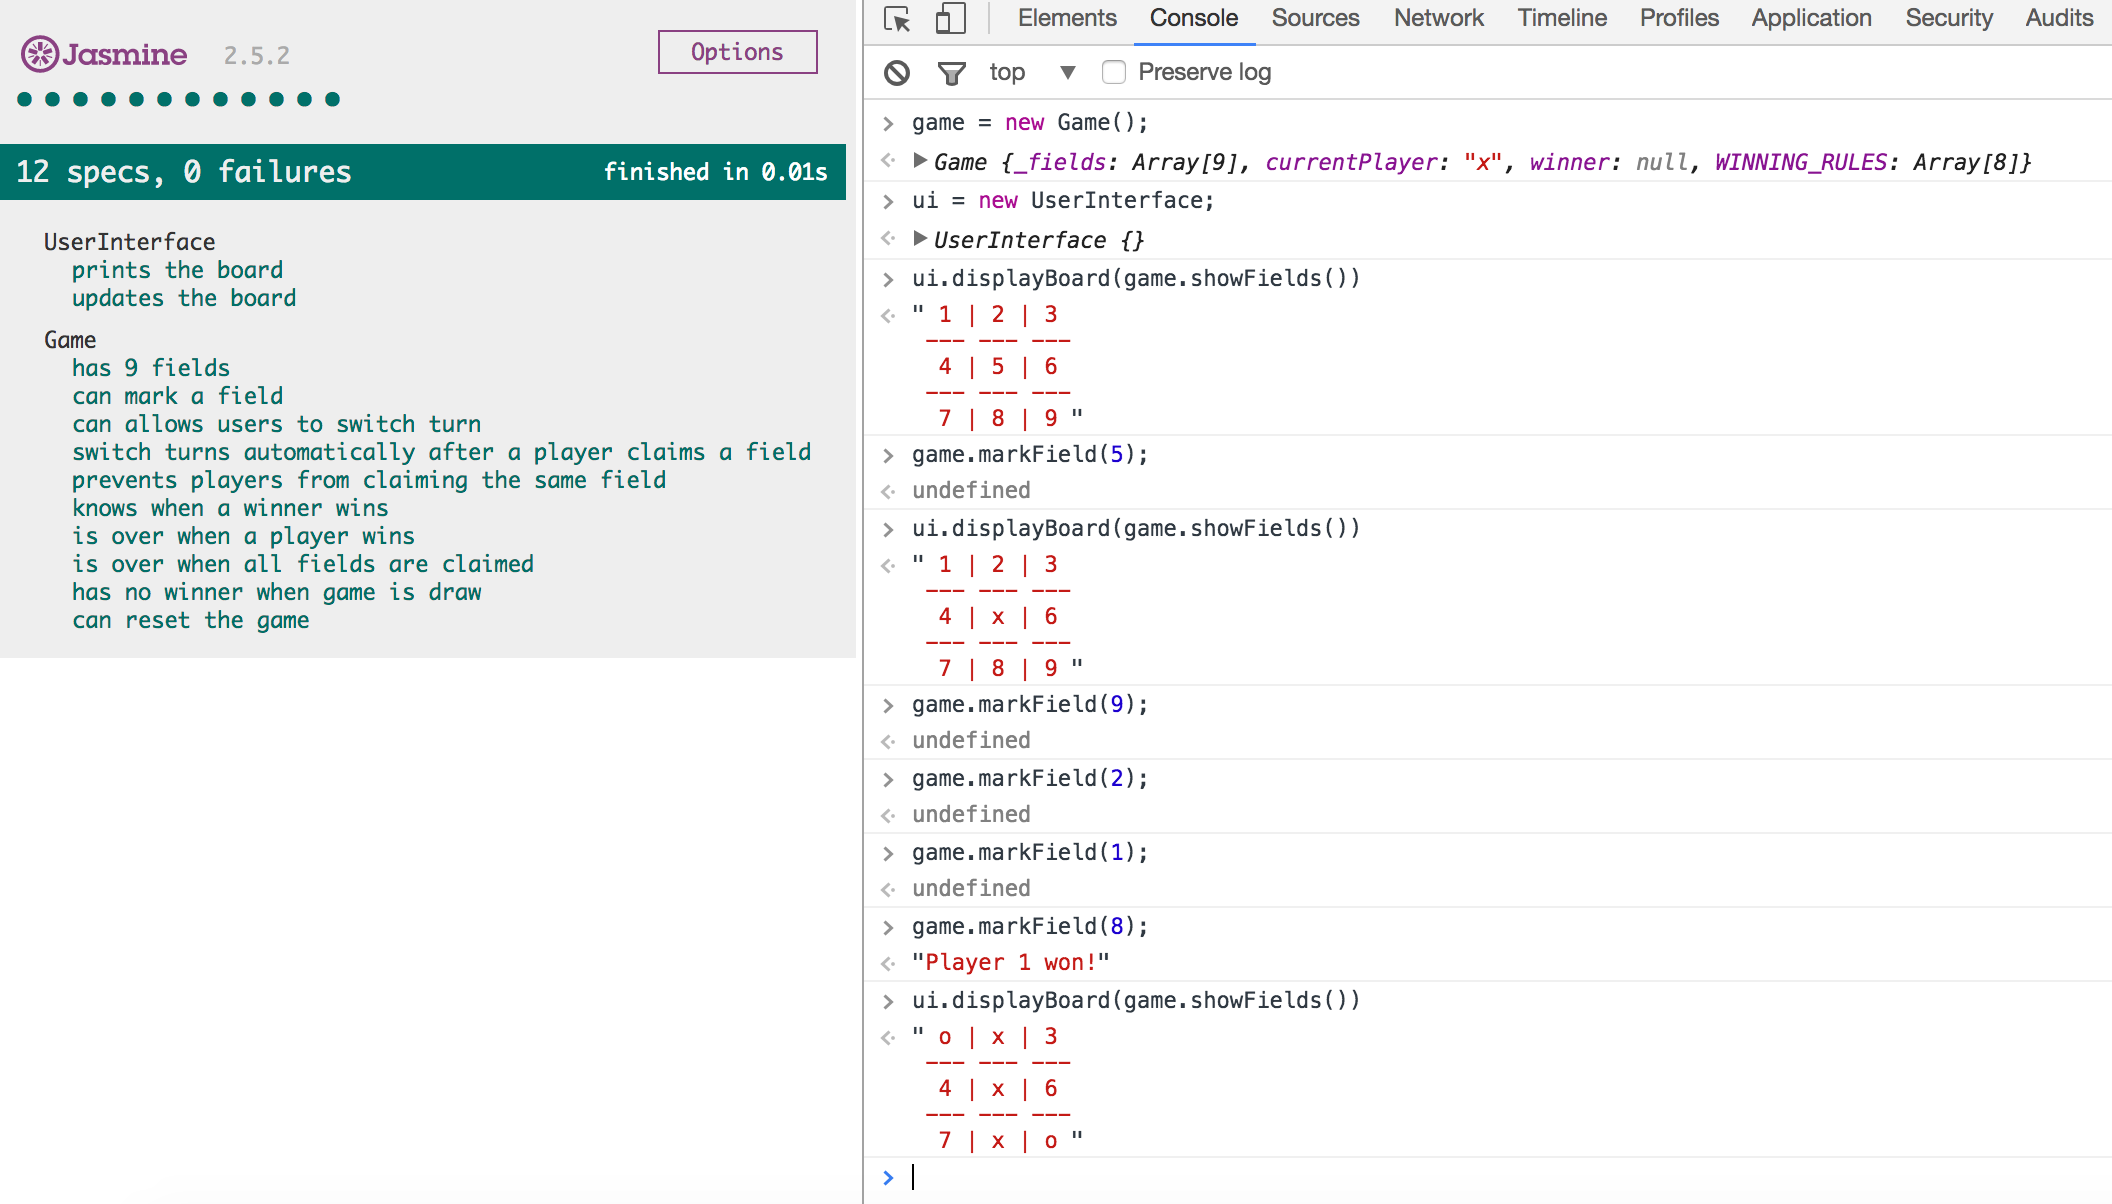 Jasmine 2.5.2
Options
12 specs, 0 failures
finished in 0.01s
UserInterface
prints the board
updates the board
Game
has 9 fields
can mark a field
can allows users to switch turn
switch turns automatically after a player claims a field
prevents players from claiming the same field
knows when a winner wins
is over when a player wins
is over when all fields are claimed
has no winner when game is draw
can reset the game
Elements Console Sources Network Timeline Profiles Application Security Audits
top ▼ Preserve log
> game = new Game();
<· ▶Game {_fields: Array[9], currentPlayer: "x", winner: null, WINNING_RULES: Array[8]}
> ui = new UserInterface;
<· ▶UserInterface {}
> ui.displayBoard(game.showFields())
<· " 1 | 2 | 3
--- --- ---
4 | 5 | 6
--- --- ---
7 | 8 | 9 "
> game.markField(5);
<· undefined
> ui.displayBoard(game.showFields())
<· " 1 | 2 | 3
--- --- ---
4 | x | 6
--- --- ---
7 | 8 | 9 "
> game.markField(9);
<· undefined
> game.markField(2);
<· undefined
> game.markField(1);
<· undefined
> game.markField(8);
<· "Player 1 won!"
> ui.displayBoard(game.showFields())
<· " o | x | 3
--- --- ---
4 | x | 6
--- --- ---
7 | x | o "
>